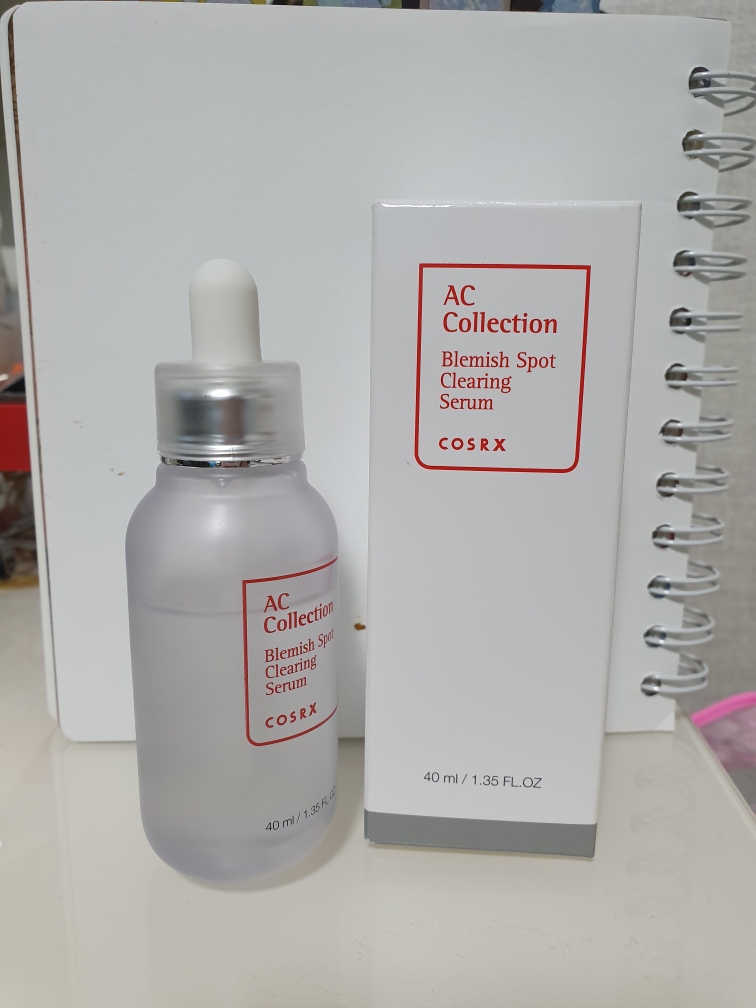 AC
Collection
Blemish Spot
Clearing
Serum
COSRX
40 ml / 1.35 FL.OZ
AC
Collection
Blemish Spot
Clearing
Serum
COSRX
40 ml / 1.35 FL.OZ